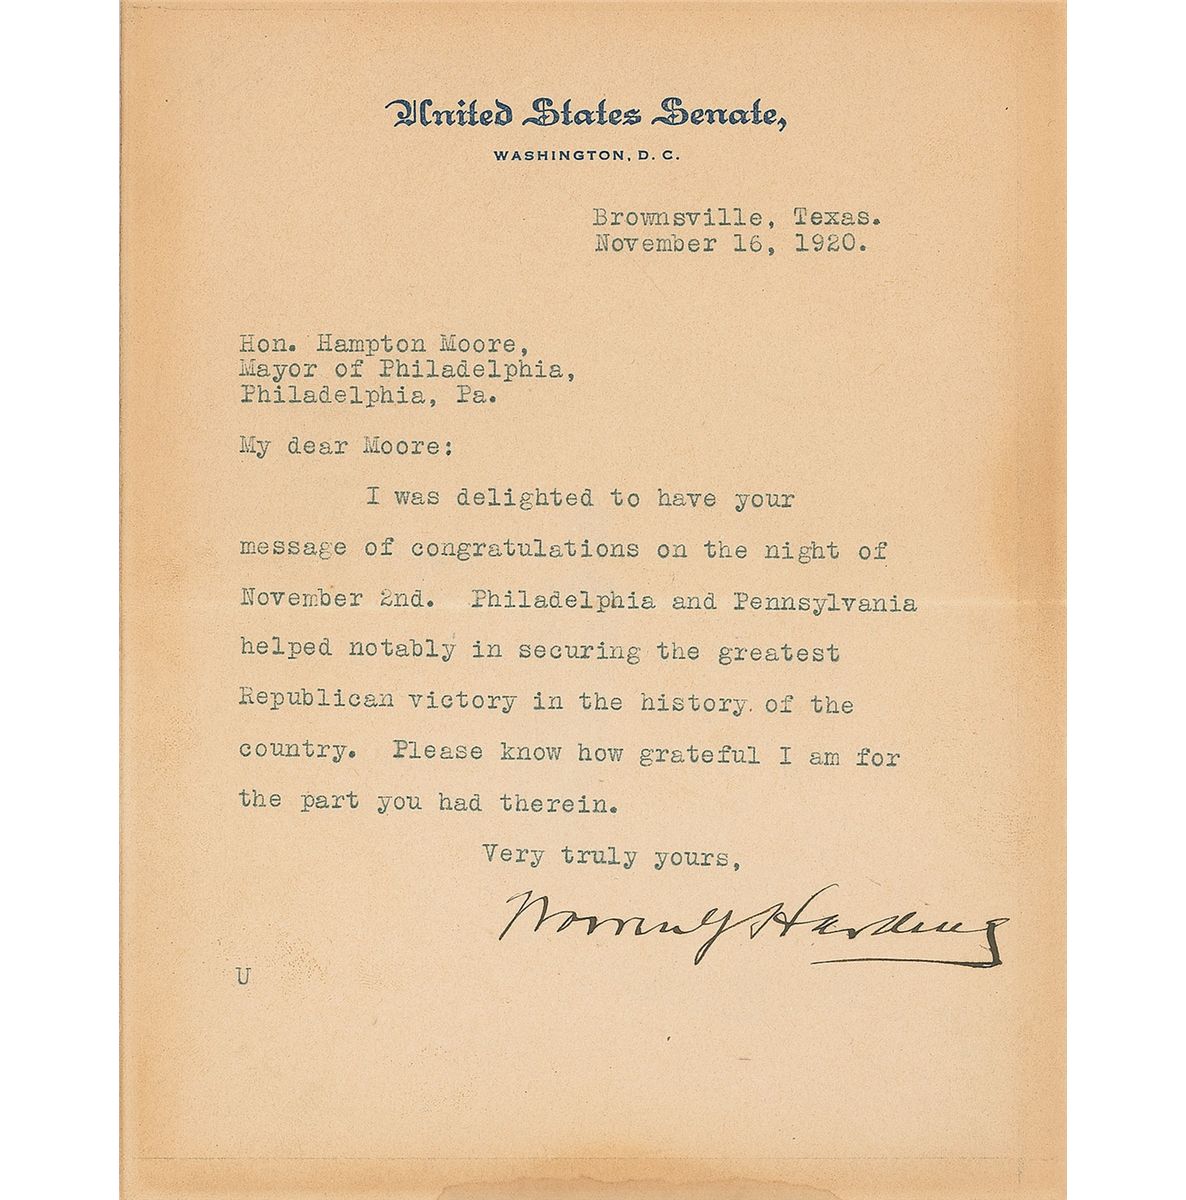 United States Senate,
WASHINGTON, D. C.
Brownsville, Texas.
November 16, 1920.
Hon. Hampton Moore,
Mayor of Philadelphia,
Philadelphia, Pa.
My dear Moore:
I was delighted to have your
message of congratulations on the night of
November 2nd.  Philadelphia and Pennsylvania
helped notably in securing the greatest
Republican victory in the history of the
country.  Please know how grateful I am for
the part you had therein.
Very truly yours,
Warren G Harding
U